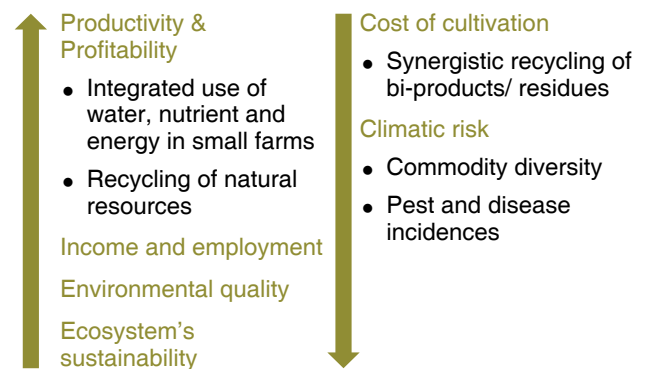 Productivity &
Profitability
• Integrated use of
water, nutrient and
energy in small farms
• Recycling of natural
resources
Income and employment
Environmental quality
Ecosystem's
sustainability
Cost of cultivation
• Synergistic recycling of
bi-products/ residues
Climatic risk
• Commodity diversity
• Pest and disease
incidences